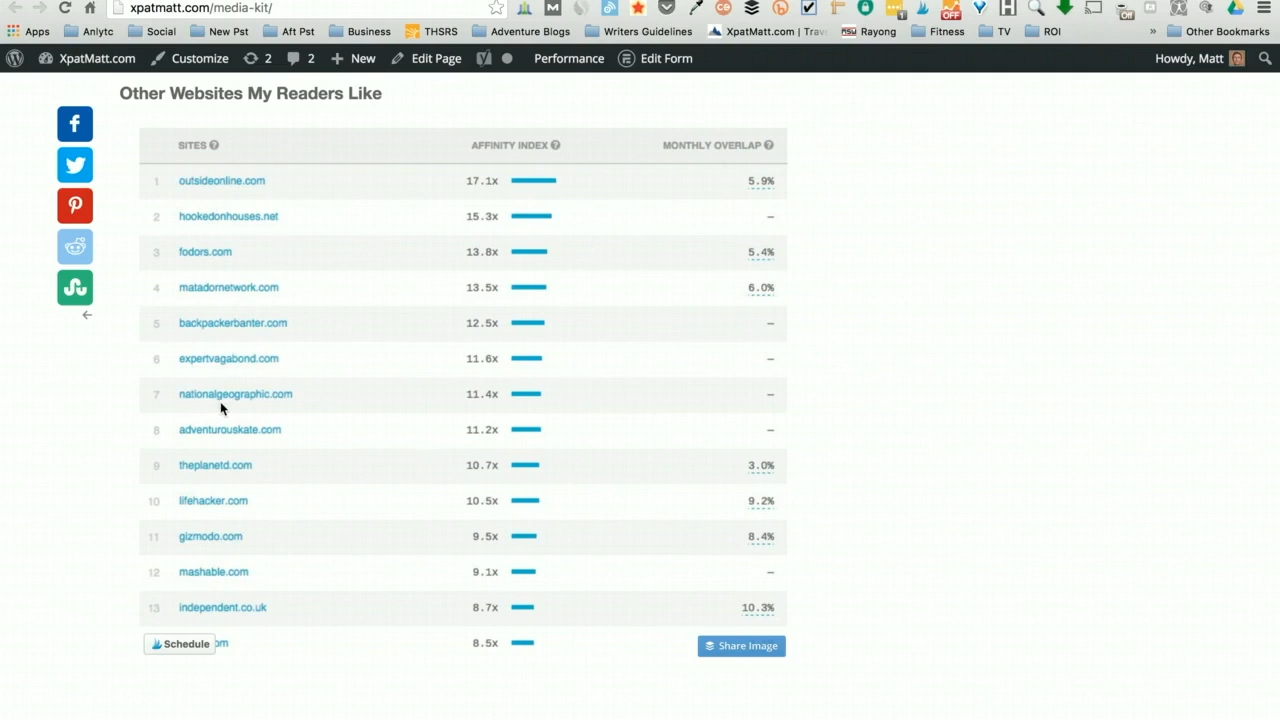 xpatmatt.com/media-kit/
Apps Anlytc Social New Pst Aft Pst Business THSRS Adventure Blogs Writers Guidelines XpatMatt.com | Trav Rayong Fitness TV ROI » Other Bookmarks
XpatMatt.com Customize 2 2 New Edit Page Performance Edit Form Howdy, Matt
Other Websites My Readers Like
SITES AFFINITY INDEX MONTHLY OVERLAP
1 outsideonline.com 17.1x 5.9%
2 hookedonhouses.net 15.3x –
3 fodors.com 13.8x 5.4%
4 matadornetwork.com 13.5x 6.0%
5 backpackerbanter.com 12.5x –
6 expertvagabond.com 11.6x –
7 nationalgeographic.com 11.4x –
8 adventurouskate.com 11.2x –
9 theplanetd.com 10.7x 3.0%
10 lifehacker.com 10.5x 9.2%
11 gizmodo.com 9.5x 8.4%
12 mashable.com 9.1x –
13 independent.co.uk 8.7x 10.3%
Schedule om 8.5x Share Image